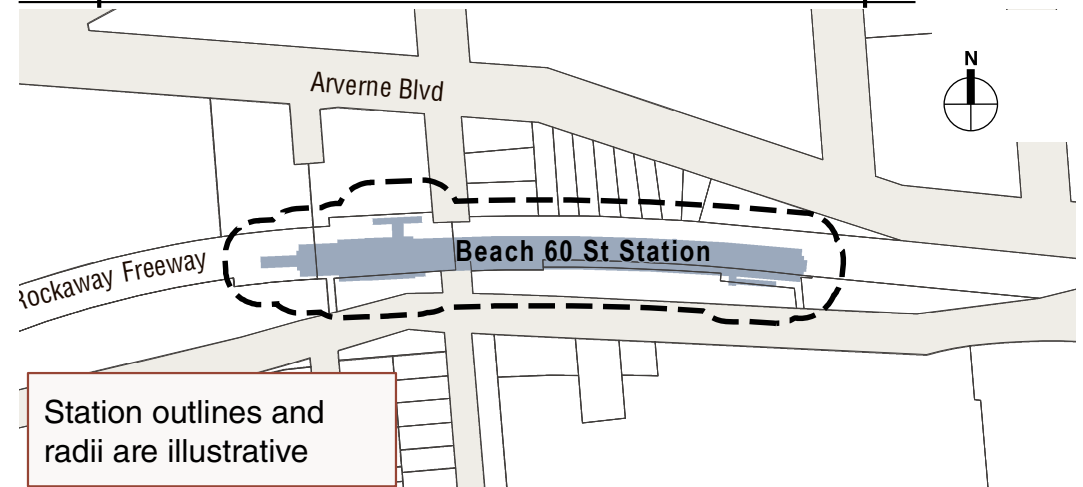 N
Arverne Blvd
Beach 60 St Station
Rockaway Freeway
Station outlines and
radii are illustrative